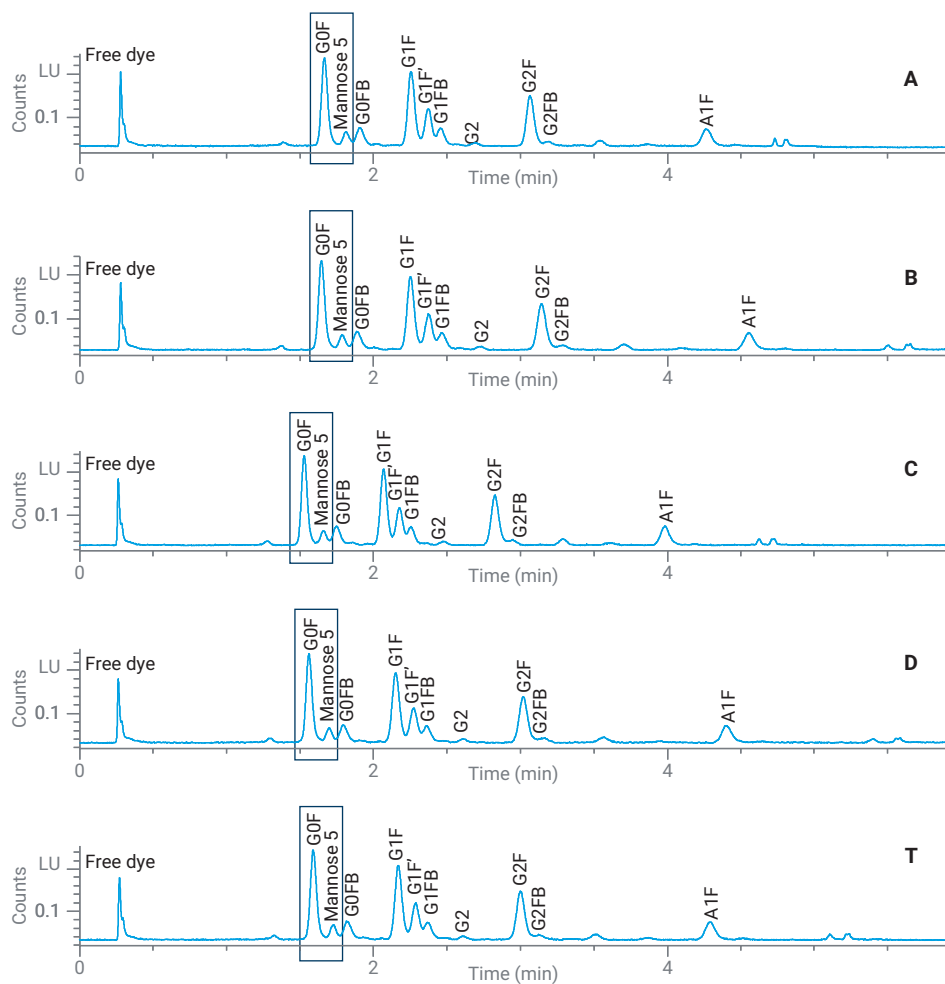 Free dye
G0F
Mannose 5
G0FB
G1F
G1F'
G1FB
G2
G2F
G2FB
A1F
A
Counts
LU
0.1
0 2 4
Time (min)
Free dye
G0F
Mannose 5
G0FB
G1F
G1F'
G1FB
G2
G2F
G2FB
A1F
B
Counts
LU
0.1
0 2 4
Time (min)
Free dye
G0F
Mannose 5
G0FB
G1F
G1F'
G1FB
G2
G2F
G2FB
A1F
C
Counts
LU
0.1
0 2 4
Time (min)
Free dye
G0F
Mannose 5
G0FB
G1F
G1F'
G1FB
G2
G2F
G2FB
A1F
D
Counts
LU
0.1
0 2 4
Time (min)
Free dye
G0F
Mannose 5
G0FB
G1F
G1F'
G1FB
G2
G2F
G2FB
A1F
T
Counts
LU
0.1
0 2 4
Time (min)